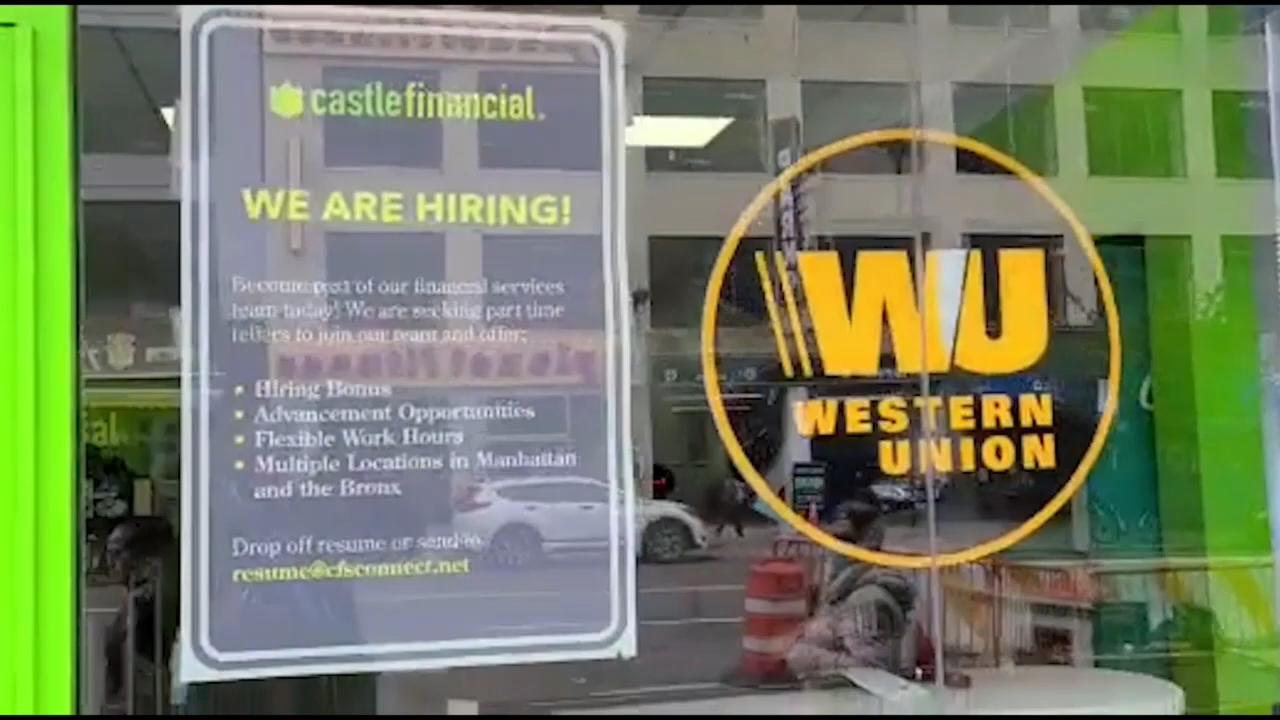 castlefinancial.
WE ARE HIRING!
Become part of our financial services
team today! We are seeking part time
tellers to join our team and offer:
• Hiring Bonus
• Advancement Opportunities
• Flexible Work Hours
• Multiple Locations in Manhattan
and the Bronx
Drop off resume or send to
resume@cfsconnect.net
WU
WESTERN
UNION
ial.